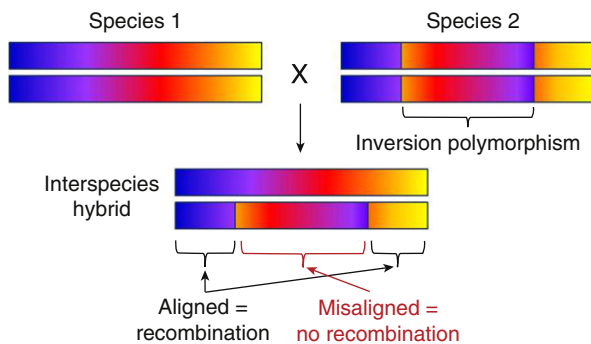 Species 1
Species 2
X
Inversion polymorphism
Interspecies
hybrid
Aligned =
recombination
Misaligned =
no recombination